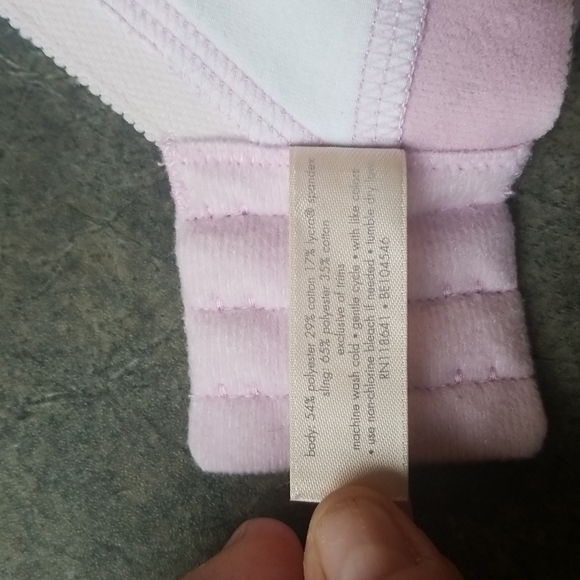 body: 54% polyester 29% cotton 17% lycra® spandex
sling: 65% polyester 35% cotton
exclusive of trims
machine wash cold • gentle cycle • with like colors
• use non-chlorine bleach if needed • tumble dry low
RN118641 • BE104546